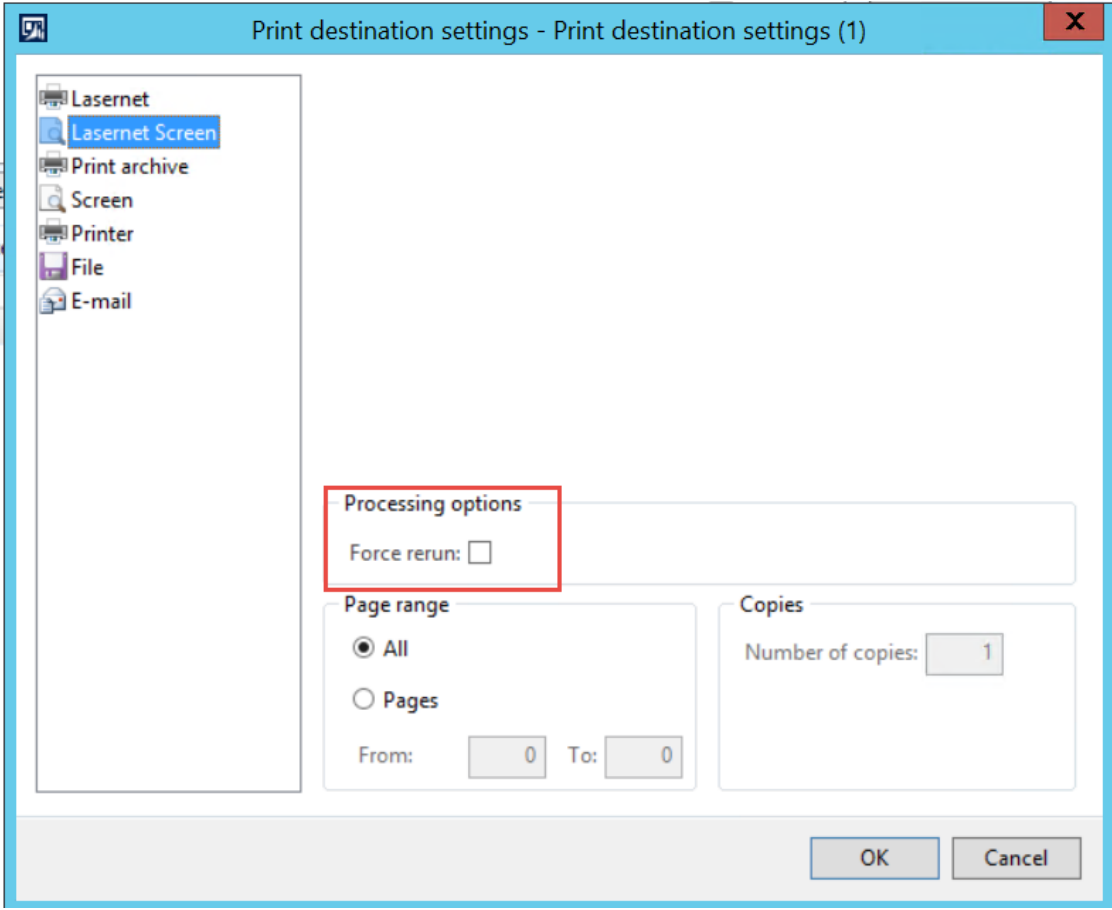 Print destination settings - Print destination settings (1)
X
Lasernet
Lasernet Screen
Print archive
Screen
Printer
File
E-mail
Processing options
Force rerun:
Page range
All
Pages
From: 0 To: 0
Copies
Number of copies: 1
OK Cancel